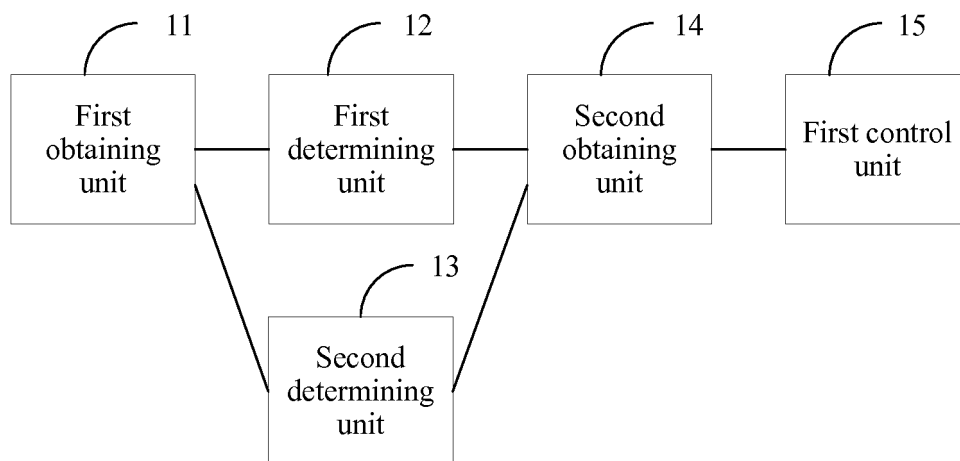 11
12
14
15
First
obtaining
unit
First
determining
unit
Second
obtaining
unit
First control
unit
13
Second
determining
unit